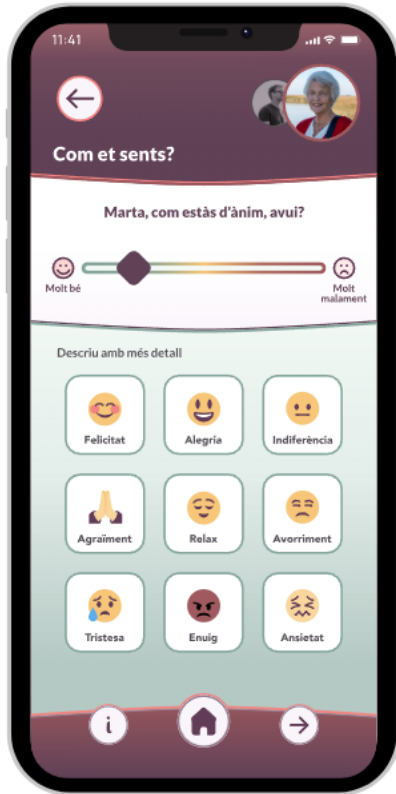 11:41
Com et sents?
Marta, com estàs d'ànim, avui?
Molt bé
Molt
malament
Descriu amb més detall
Felicitat
Alegria
Indiferència
Agraïment
Relax
Avorriment
Tristesa
Enuig
Ansietat
i